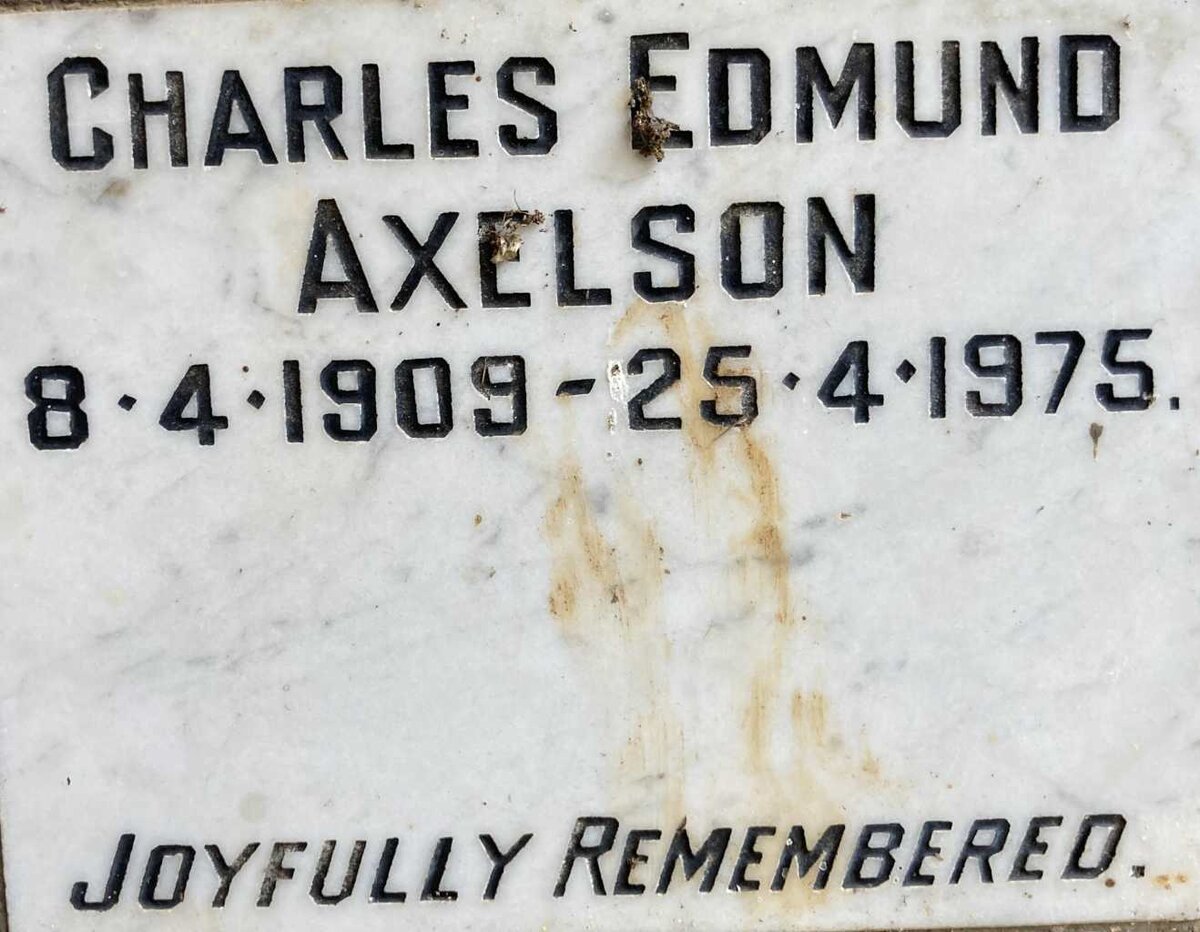 CHARLES EDMUND
AXELSON
8·4·1909-25·4·1975.
JOYFULLY REMEMBERED.